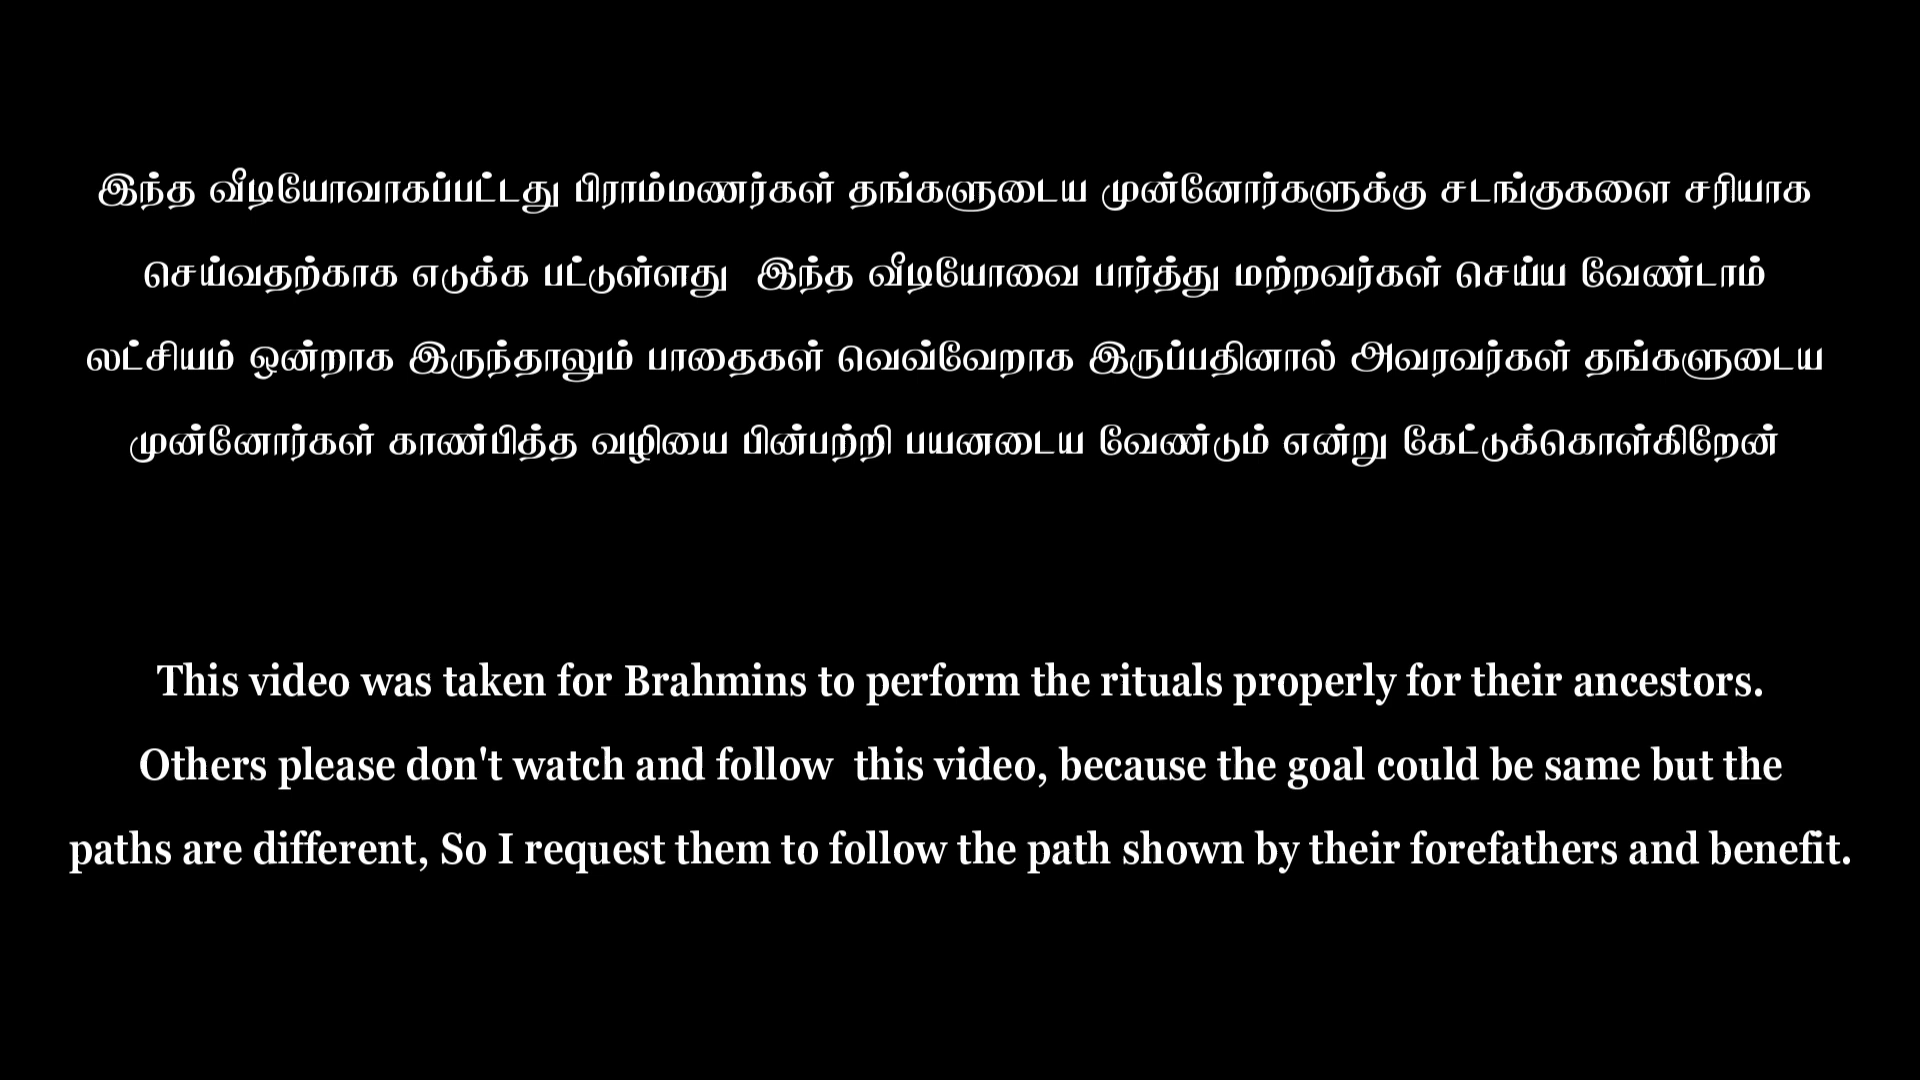 இந்த வீடியோவாகப்பட்டது பிராம்மணர்கள் தங்களுடைய முன்னோர்களுக்கு சடங்குகளை சரியாக
செய்வதற்காக எடுக்க பட்டுள்ளது  இந்த வீடியோவை பார்த்து மற்றவர்கள் செய்ய வேண்டாம்
லட்சியம் ஒன்றாக இருந்தாலும் பாதைகள் வெவ்வேறாக இருப்பதினால் அவரவர்கள் தங்களுடைய
முன்னோர்கள் காண்பித்த வழியை பின்பற்றி பயனடைய வேண்டும் என்று கேட்டுக்கொள்கிறேன்
This video was taken for Brahmins to perform the rituals properly for their ancestors.
Others please don't watch and follow  this video, because the goal could be same but the
paths are different, So I request them to follow the path shown by their forefathers and benefit.